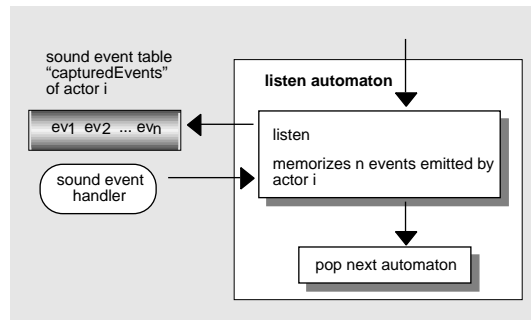 sound event table
“capturedEvents”
of actor i
ev1 ev2 ... evn
sound event
handler
listen automaton
listen
memorizes n events emitted by
actor i
pop next automaton